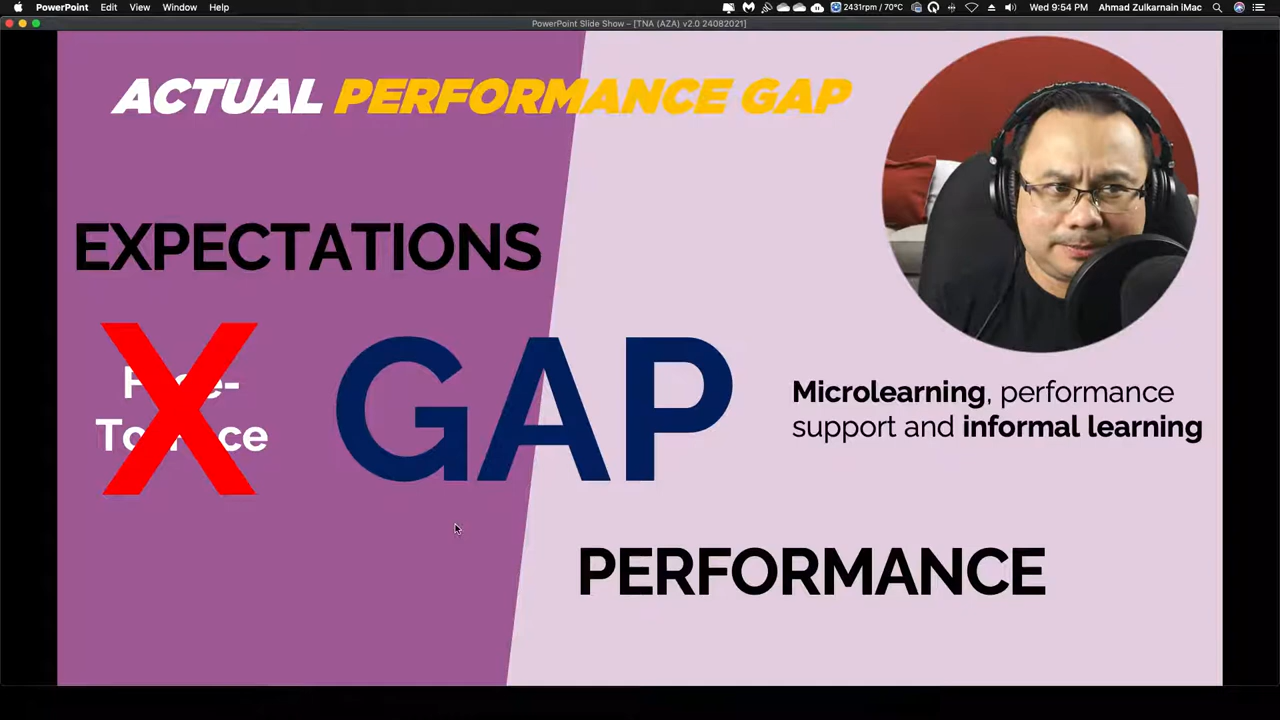 PowerPoint Edit View Window Help 2431rpm / 70°C Wed 9:54 PM Ahmad Zulkarnain iMac
PowerPoint Slide Show – [TNA (AZA) v2.0 24082021]
ACTUAL PERFORMANCE GAP
EXPECTATIONS
GAP
Microlearning, performance
support and informal learning
X
PERFORMANCE